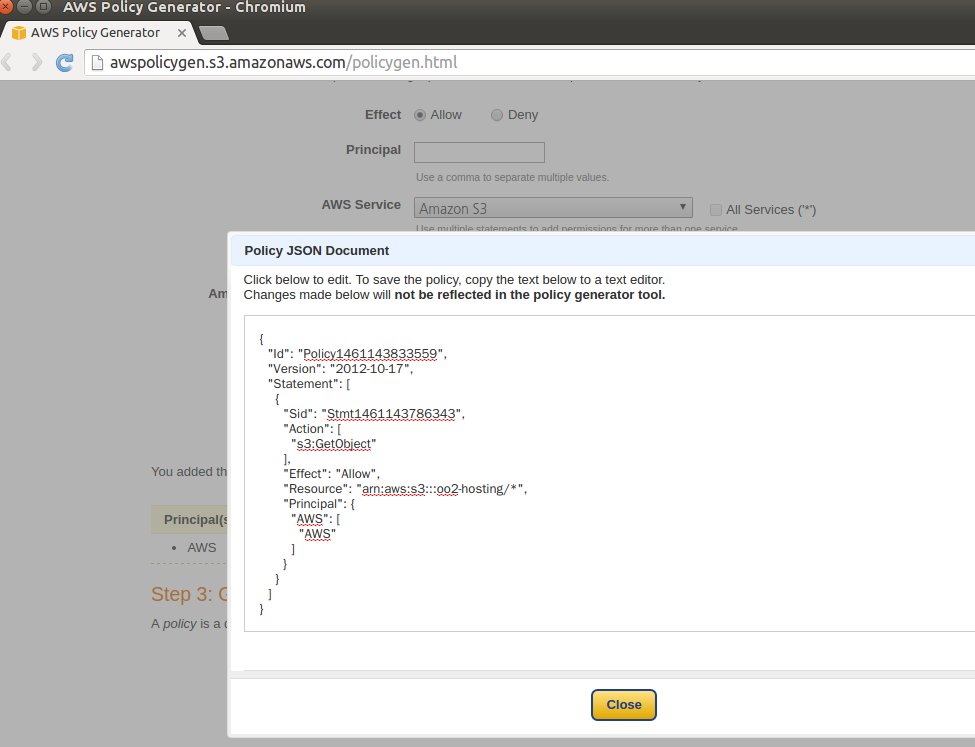 AWS Policy Generator - Chromium
AWS Policy Generator
awspolicygen.s3.amazonaws.com/policygen.html
Effect Allow Deny
Principal
Use a comma to separate multiple values.
AWS Service Amazon S3 All Services ('*')
Use multiple statements to add permissions for more than one service.
Policy JSON Document
Click below to edit. To save the policy, copy the text below to a text editor.
Am Changes made below will not be reflected in the policy generator tool.
{
"Id": "Policy1461143833559",
"Version": "2012-10-17",
"Statement": [
{
"Sid": "Stmt1461143786343",
"Action": [
"s3:GetObject"
],
You added th "Effect": "Allow",
"Resource": "arn:aws:s3:::oo2-hosting/*",
"Principal": {
Principal(s "AWS": [
"AWS"
• AWS ]
}
}
Step 3: G ]
}
A policy is a d
Close